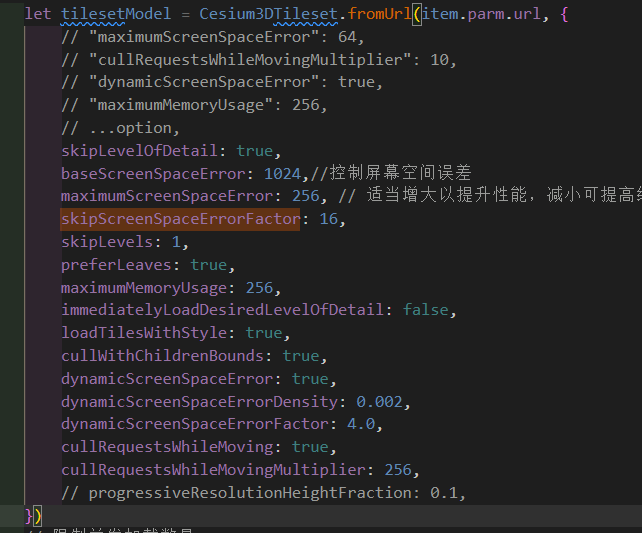 let tilesetModel = Cesium3DTileset.fromUrl(item.parm.url, {
// "maximumScreenSpaceError": 64,
// "cullRequestsWhileMovingMultiplier": 10,
// "dynamicScreenSpaceError": true,
// "maximumMemoryUsage": 256,
// ...option,
skipLevelOfDetail: true,
baseScreenSpaceError: 1024,//控制屏幕空间误差
maximumScreenSpaceError: 256, // 适当增大以提升性能，减小可提高
skipScreenSpaceErrorFactor: 16,
skipLevels: 1,
preferLeaves: true,
maximumMemoryUsage: 256,
immediatelyLoadDesiredLevelOfDetail: false,
loadTilesWithStyle: true,
cullWithChildrenBounds: true,
dynamicScreenSpaceError: true,
dynamicScreenSpaceErrorDensity: 0.002,
dynamicScreenSpaceErrorFactor: 4.0,
cullRequestsWhileMoving: true,
cullRequestsWhileMovingMultiplier: 256,
// progressiveResolutionHeightFraction: 0.1,
})